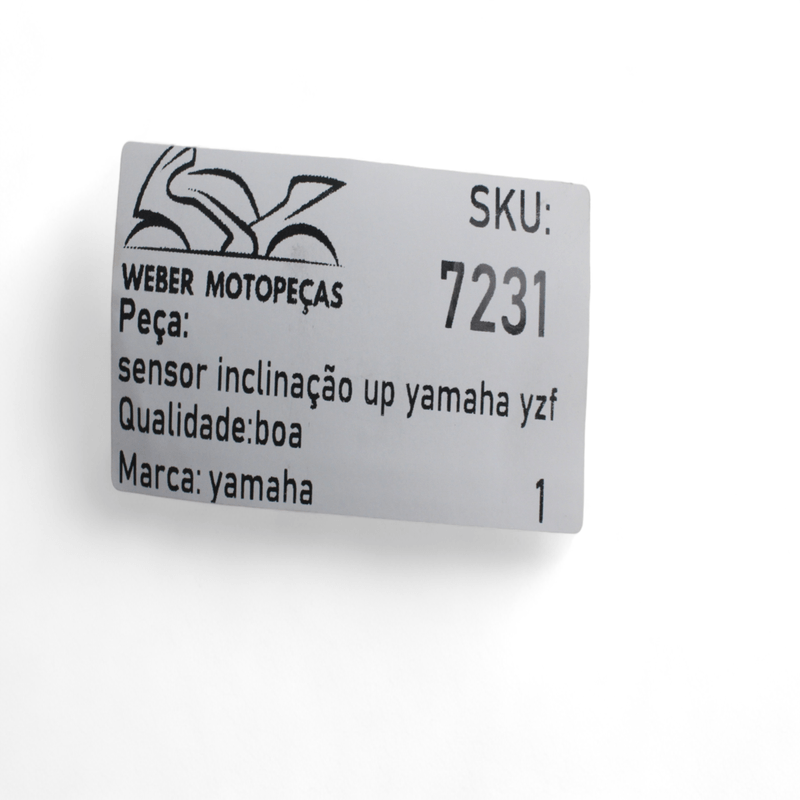 WEBER MOTOPEÇAS
SKU:
7231
Peça:
sensor inclinação up yamaha yzf
Qualidade:boa
Marca: yamaha
1